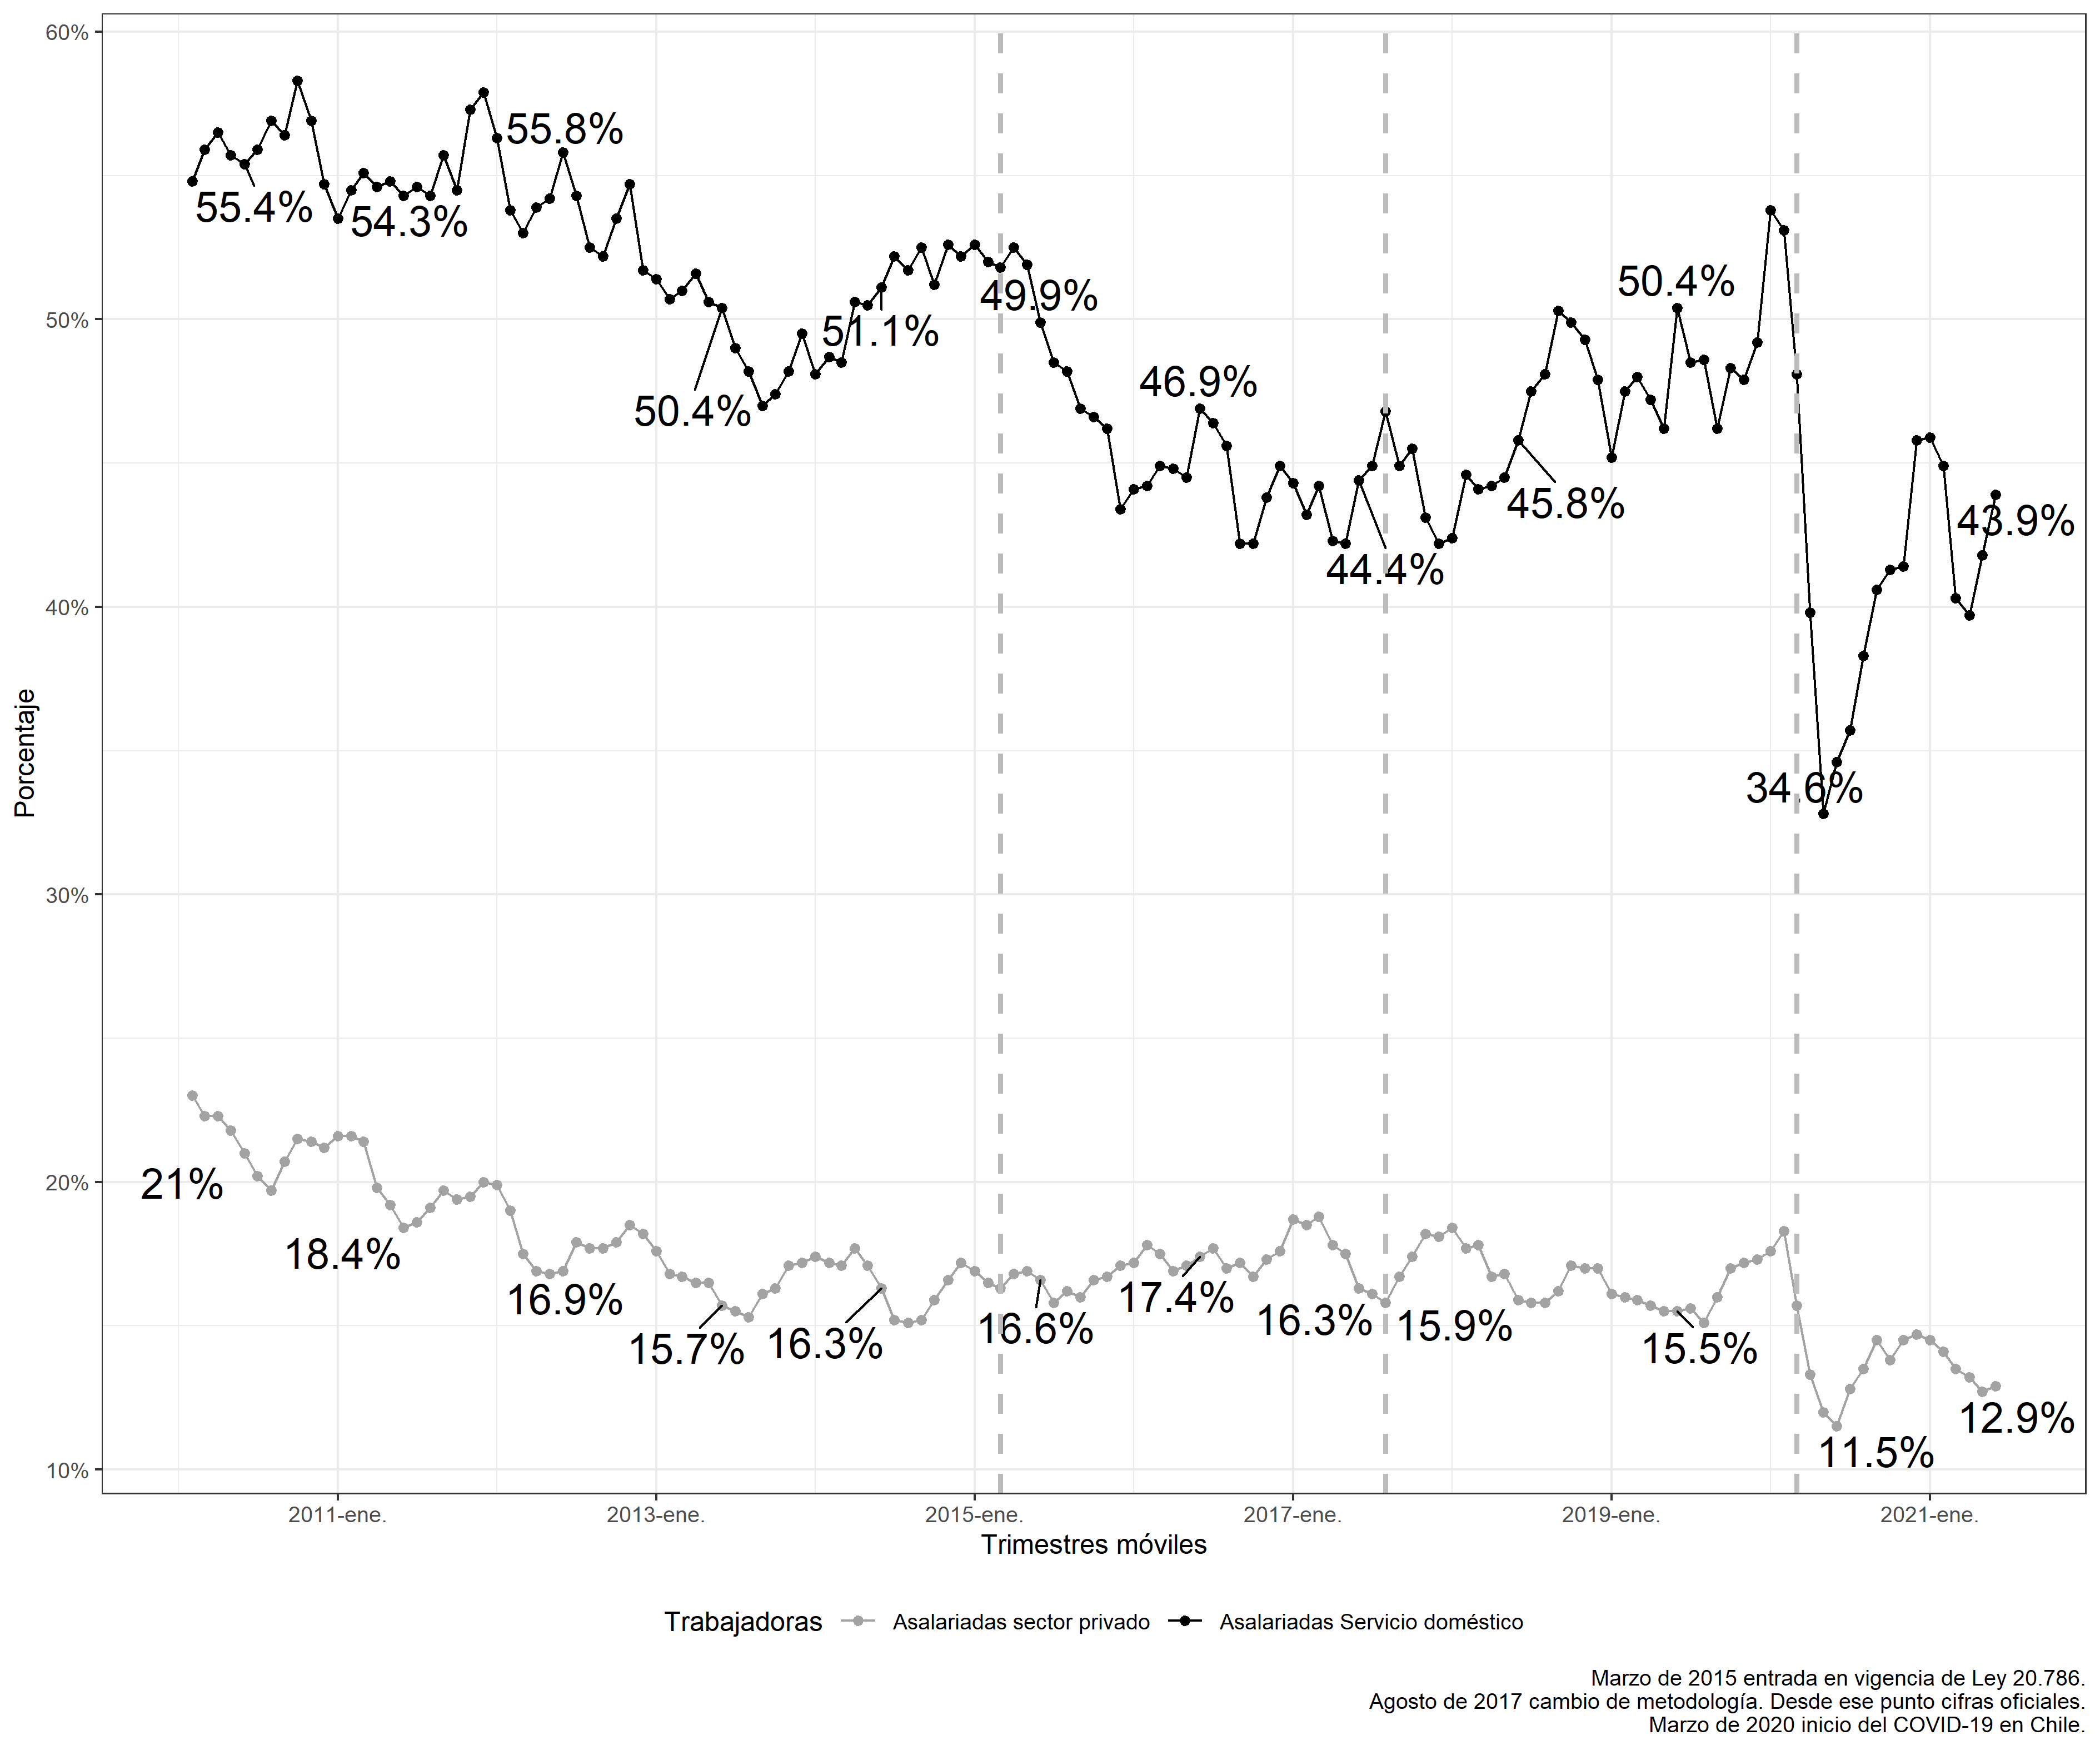 60%
50%
40%
30%
20%
10%
Porcentaje
55.4%
54.3%
55.8%
50.4%
51.1%
49.9%
46.9%
44.4%
45.8%
50.4%
34.6%
43.9%
21%
18.4%
16.9%
15.7%
16.3%
16.6%
17.4%
16.3%
15.9%
15.5%
11.5%
12.9%
2011-ene.
2013-ene.
2015-ene.
2017-ene.
2019-ene.
2021-ene.
Trimestres móviles
Trabajadoras
Asalariadas sector privado
Asalariadas Servicio doméstico
Marzo de 2015 entrada en vigencia de Ley 20.786.
Agosto de 2017 cambio de metodología. Desde ese punto cifras oficiales.
Marzo de 2020 inicio del COVID-19 en Chile.